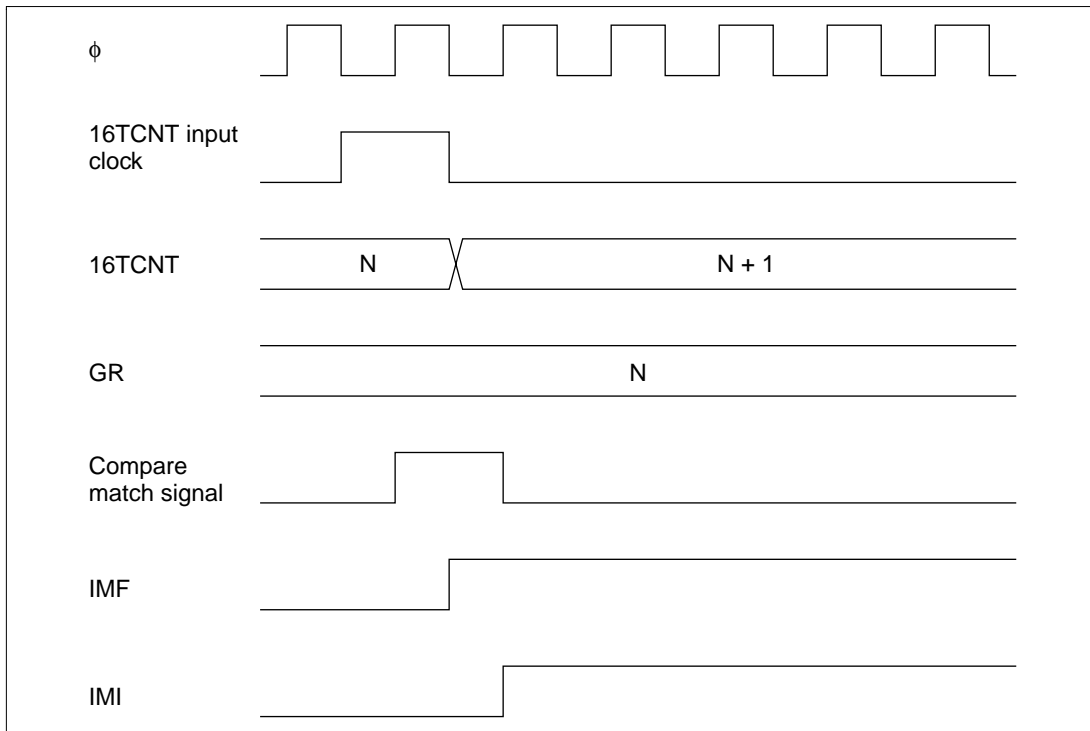 ϕ
16TCNT input
clock
16TCNT
N
N + 1
GR
N
Compare
match signal
IMF
IMI